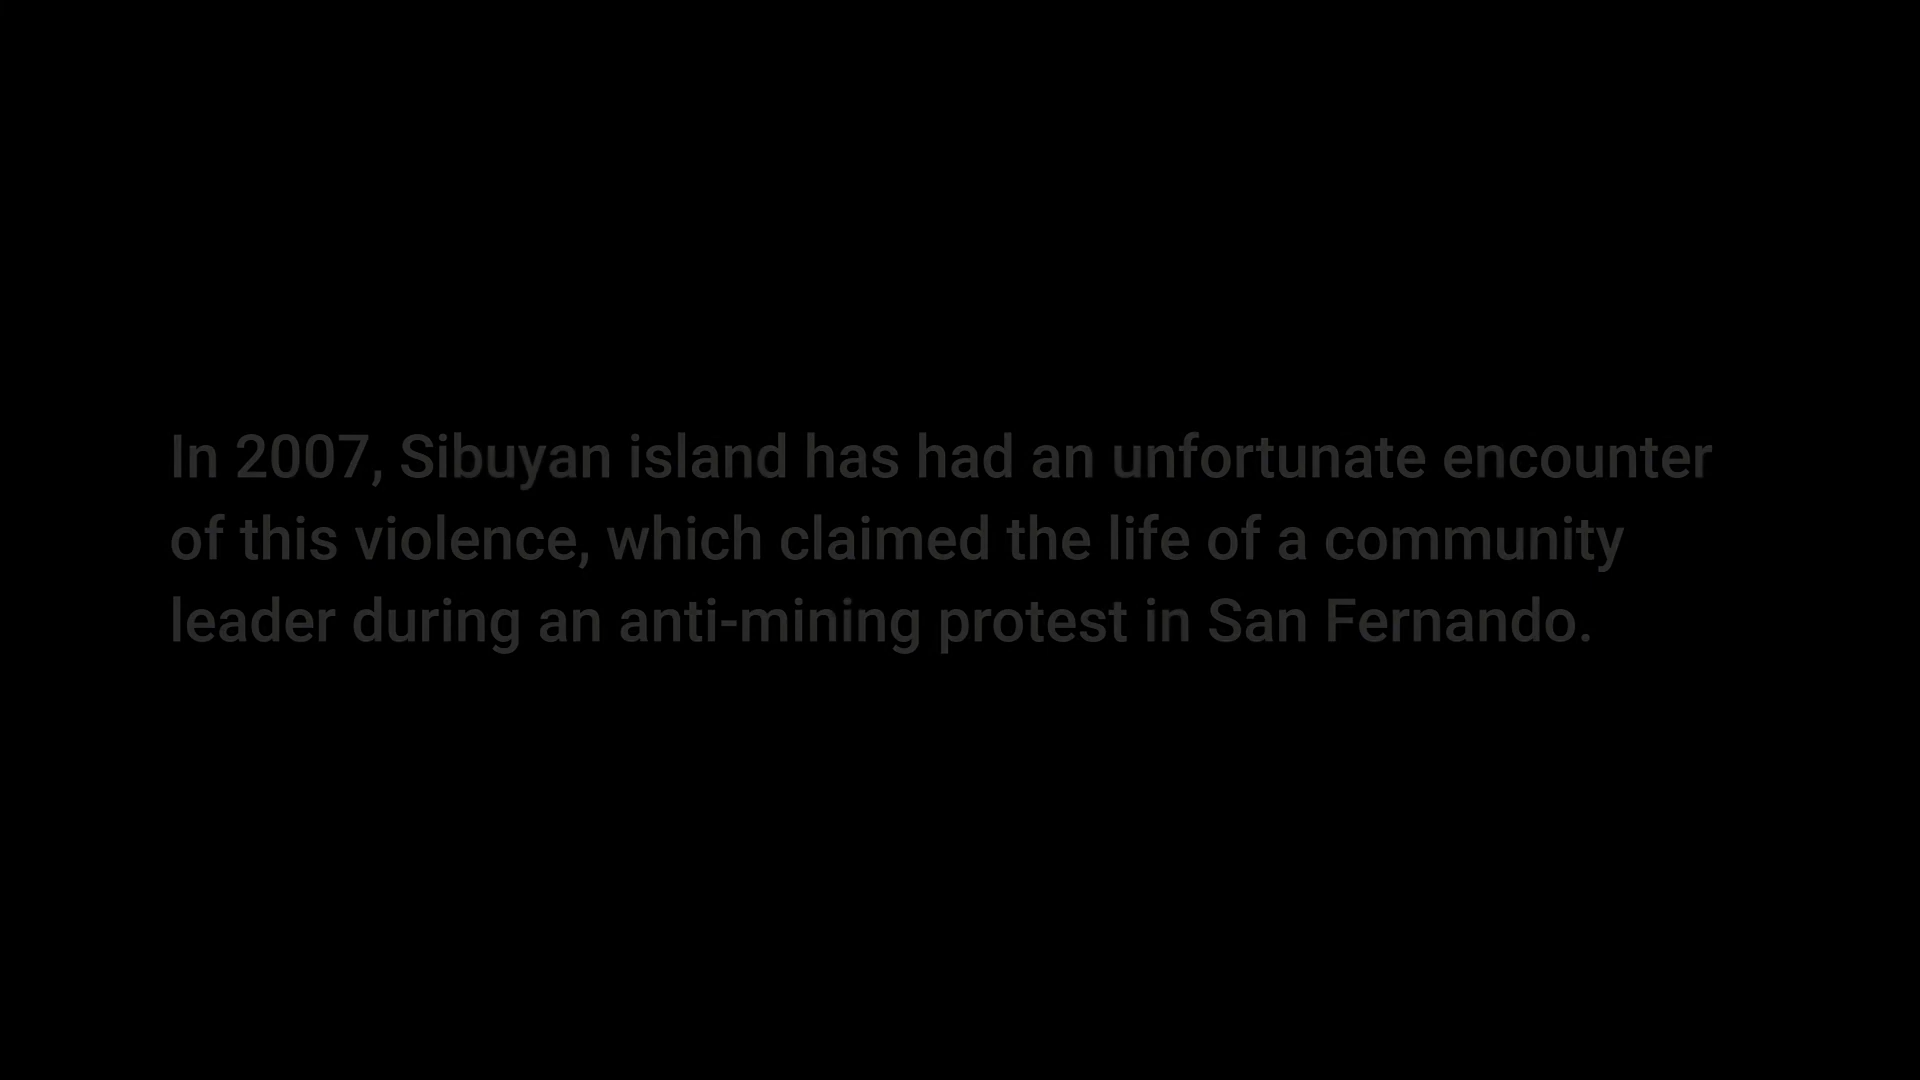 In 2007, Sibuyan island has had an unfortunate encounter
of this violence, which claimed the life of a community
leader during an anti-mining protest in San Fernando.